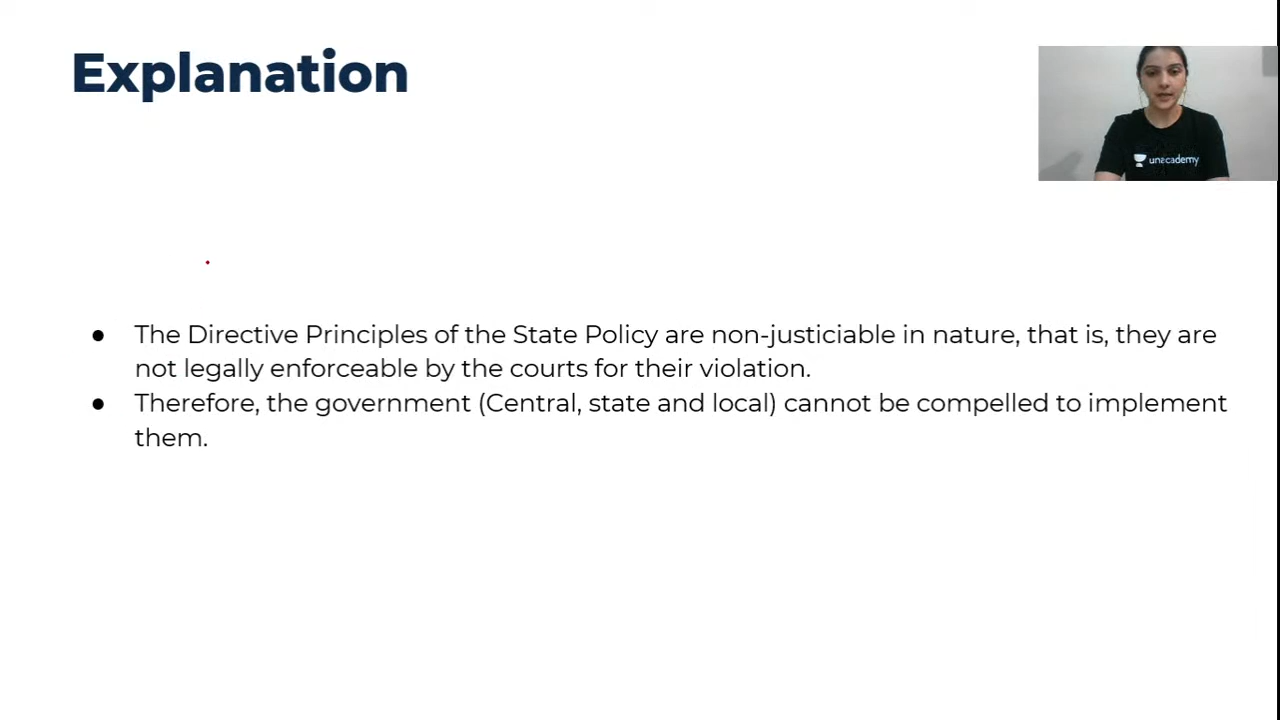 Explanation
unacademy
● The Directive Principles of the State Policy are non-justiciable in nature, that is, they are
not legally enforceable by the courts for their violation.
● Therefore, the government (Central, state and local) cannot be compelled to implement
them.